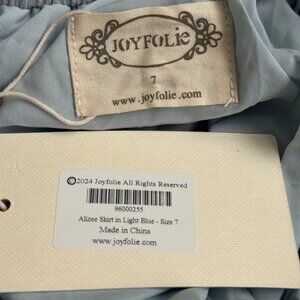 JOYFOLIE
7
www.joyfolie.com
©2024 Joyfolie All Rights Reserved
96000255
Alizee Skirt in Light Blue - Size 7
Made in China
www.joyfolie.com